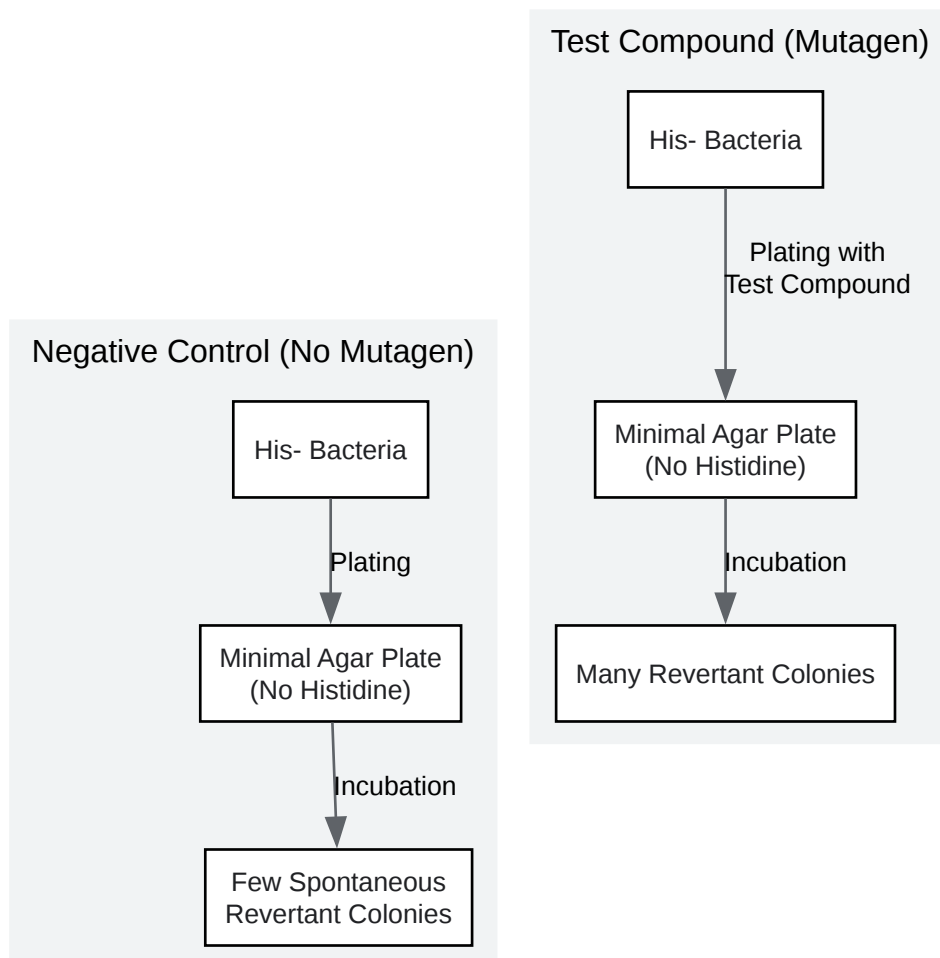 Negative Control (No Mutagen)
His- Bacteria
Plating
Minimal Agar Plate
(No Histidine)
Incubation
Few Spontaneous
Revertant Colonies
Test Compound (Mutagen)
His- Bacteria
Plating with
Test Compound
Minimal Agar Plate
(No Histidine)
Incubation
Many Revertant Colonies